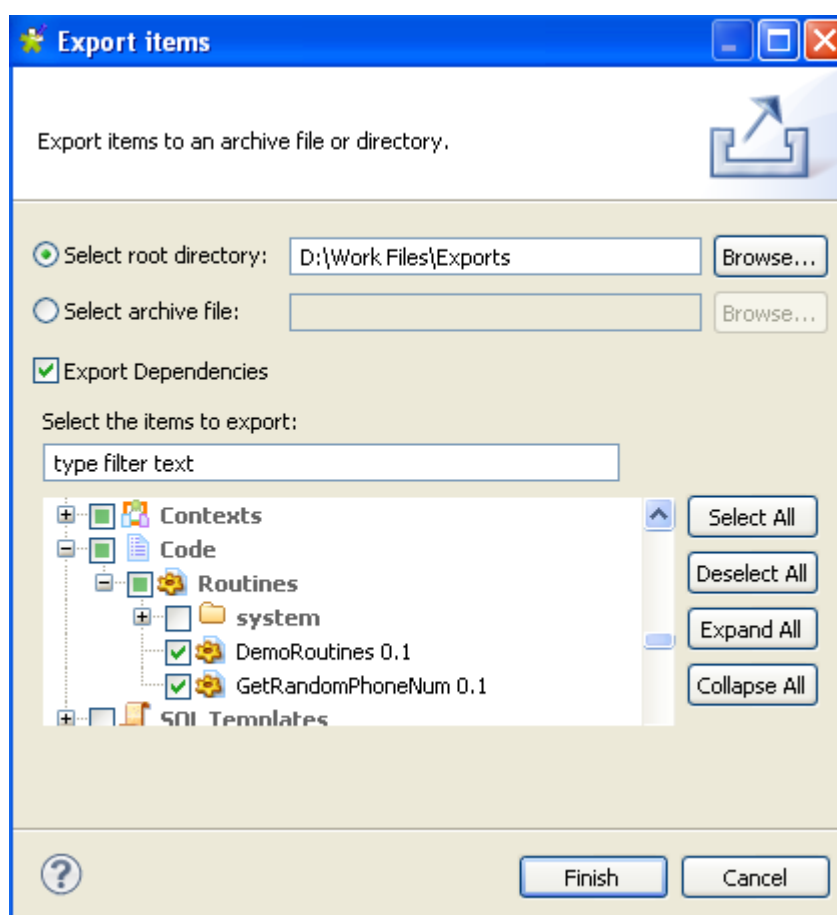 Export items
Export items to an archive file or directory.
Select root directory: D:\Work Files\Exports Browse...
Select archive file: Browse...
Export Dependencies
Select the items to export:
type filter text
Contexts
Code
Routines
system
DemoRoutines 0.1
GetRandomPhoneNum 0.1
SQL Templates
Select All
Deselect All
Expand All
Collapse All
? Finish Cancel